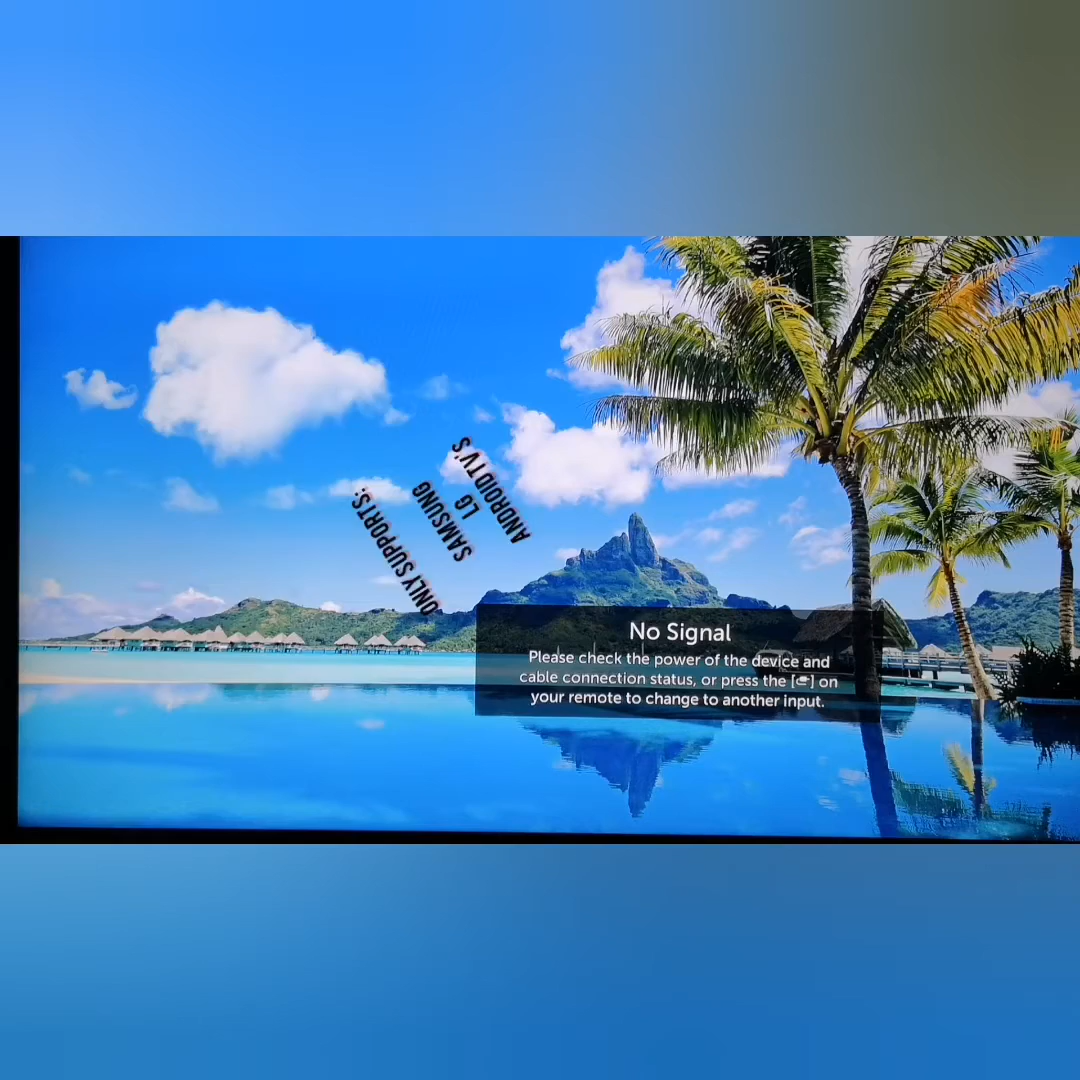 ONLY SUPPORTS:
SAMSUNG
LG
ANDROID TV'S
No Signal
Please check the power of the device and
cable connection status, or press the [] on
your remote to change to another input.